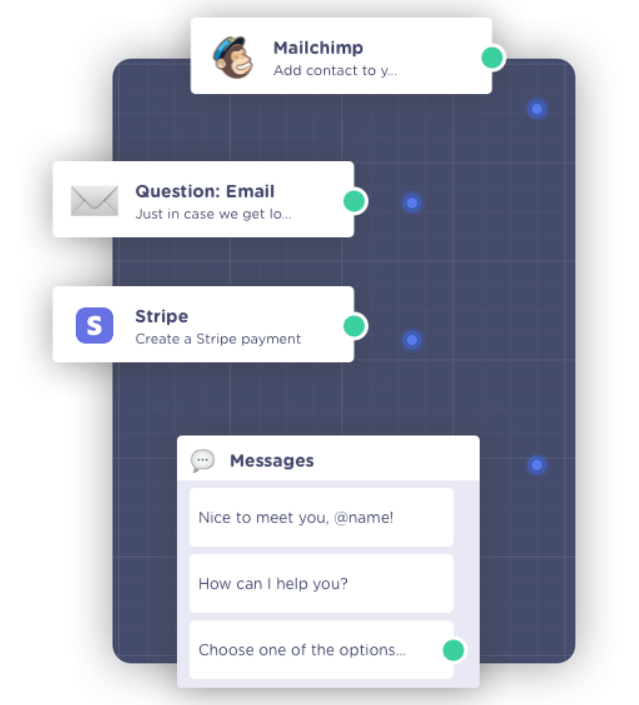 Mailchimp
Add contact to y...
Question: Email
Just in case we get lo...
S
Stripe
Create a Stripe payment
Messages
Nice to meet you, @name!
How can I help you?
Choose one of the options...